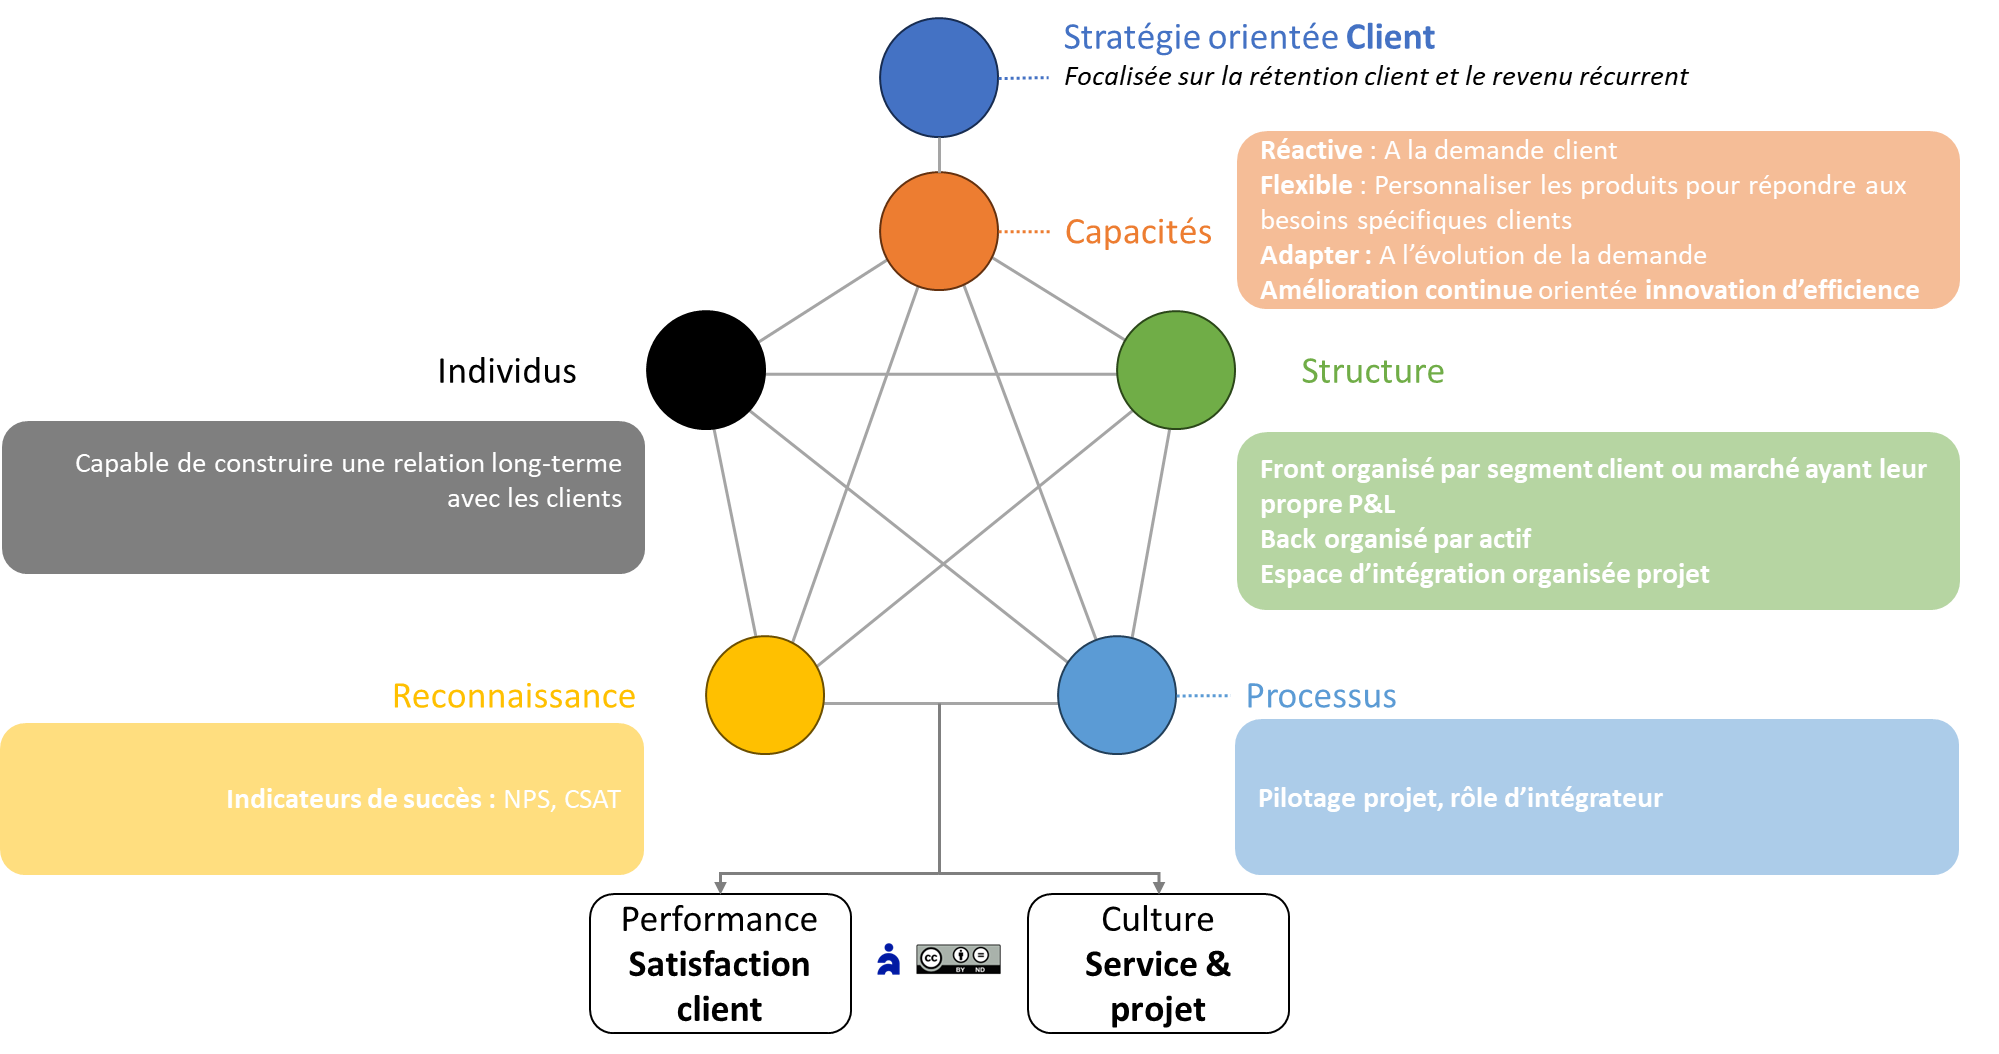 Stratégie orientée Client
Focalisée sur la rétention client et le revenu récurrent
Capacités
Réactive : A la demande client
Flexible : Personnaliser les produits pour répondre aux
besoins spécifiques clients
Adapter : A l’évolution de la demande
Amélioration continue orientée innovation d’efficience
Individus
Capable de construire une relation long-terme
avec les clients
Structure
Front organisé par segment client ou marché ayant leur
propre P&L
Back organisé par actif
Espace d’intégration organisée projet
Reconnaissance
Indicateurs de succès : NPS, CSAT
Processus
Pilotage projet, rôle d’intégrateur
Performance
Satisfaction
client
cc
BY ND
Culture
Service &
projet